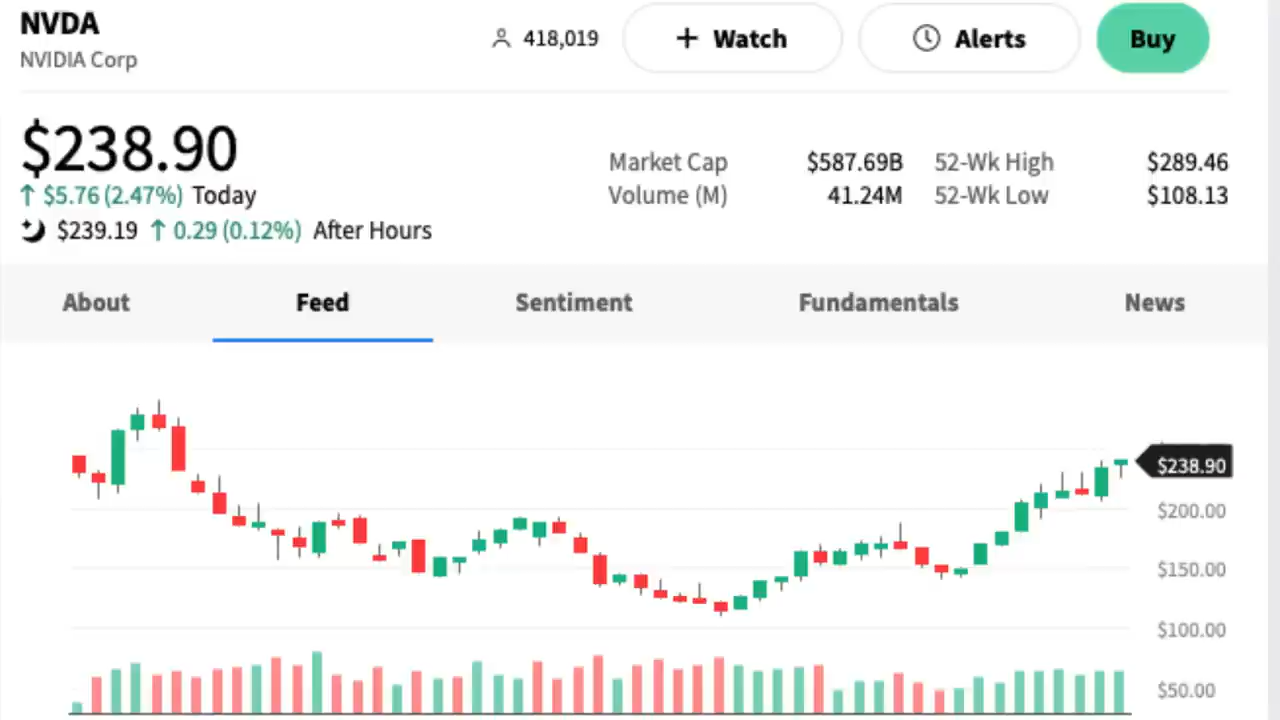 NVDA
NVIDIA Corp
418,019
+ Watch
Alerts
Buy
$238.90
↑ $5.76 (2.47%) Today
$239.19 ↑ 0.29 (0.12%) After Hours
Market Cap $587.69B 52-Wk High $289.46
Volume (M) 41.24M 52-Wk Low $108.13
About Feed Sentiment Fundamentals News
$238.90
$200.00
$150.00
$100.00
$50.00